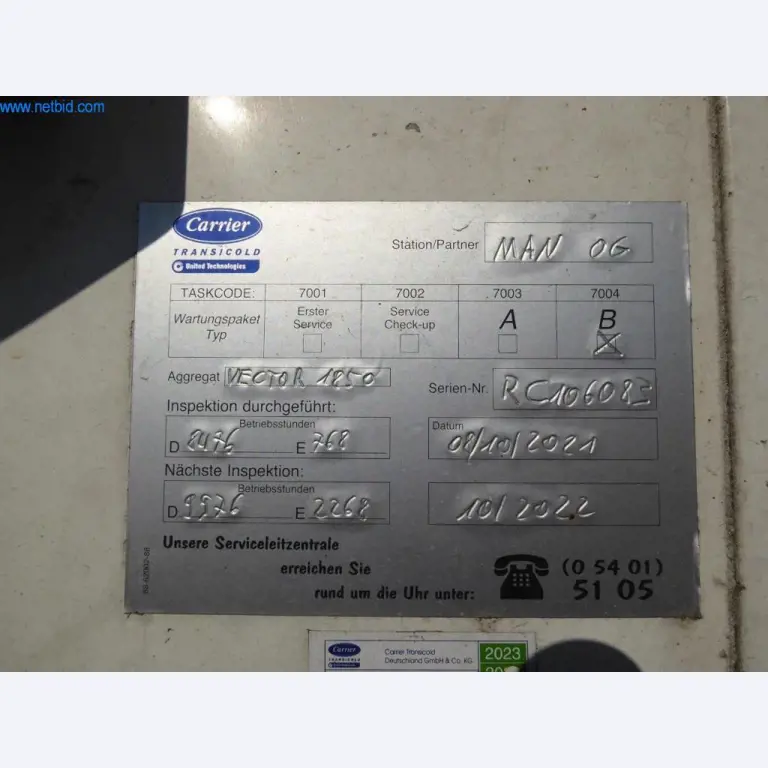 www.netbid.com
Carrier
TRANSICOLD
United Technologies
Station/Partner MAN OG
TASKCODE: 7001 7002 7003 7004
Wartungspaket Typ Erster Service Service Check-up A B
Aggregat VECTOR 1850 Serien-Nr. RC106083
Inspektion durchgeführt:
Betriebsstunden Datum
D 8476 E 768 08/10/2021
Nächste Inspektion:
Betriebsstunden
D 9976 E 2268 10/2022
Unsere Serviceleitzentrale
erreichen Sie
rund um die Uhr unter:
(0 54 01)
51 05
Carrier
TRANSICOLD
Carrier Transicold
Deutschland GmbH & Co. KG
2023